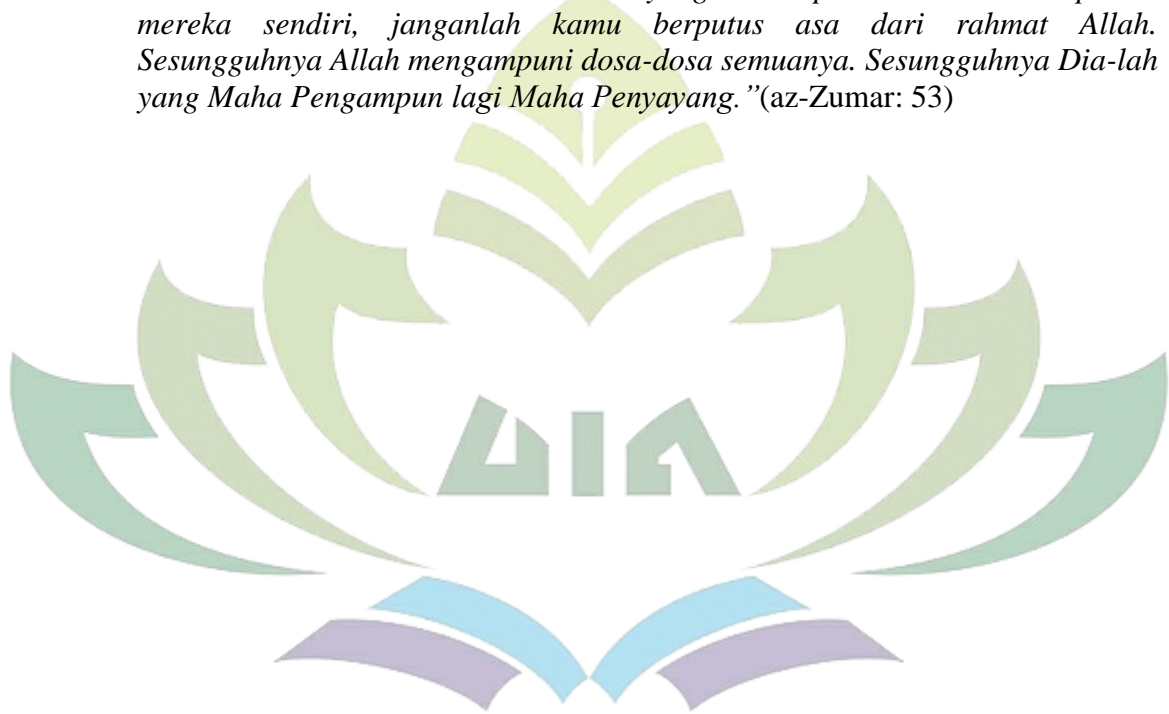 mereka sendiri, janganlah kamu berputus asa dari rahmat Allah.
Sesungguhnya Allah mengampuni dosa-dosa semuanya. Sesungguhnya Dia-lah
yang Maha Pengampun lagi Maha Penyayang.”(az-Zumar: 53)
UIN